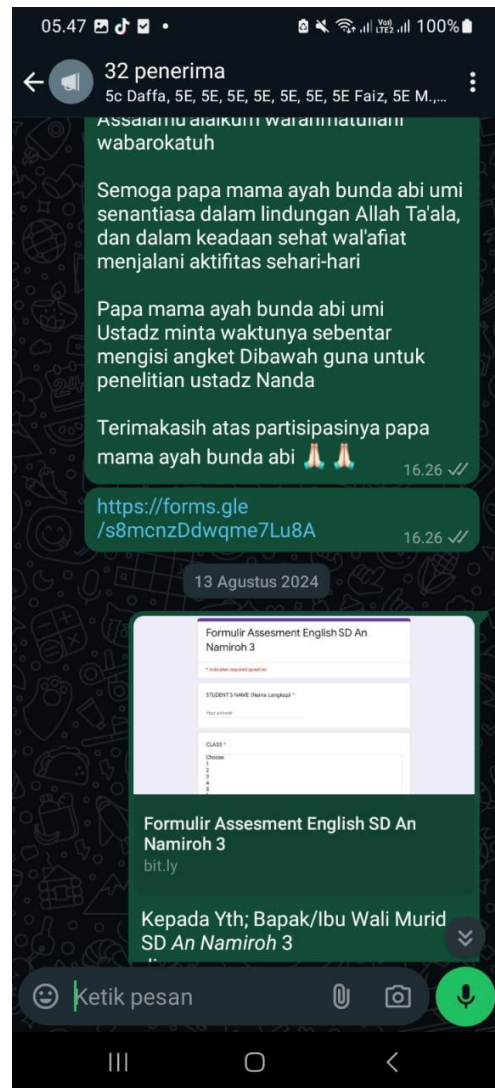 05.47
100%
32 penerima
5c Daffa, 5E, 5E, 5E, 5E, 5E, 5E Faiz, 5E M.,...
Assalamu'alaikum warahmatullahi
wabarokatuh
Semoga papa mama ayah bunda abi umi
senantiasa dalam lindungan Allah Ta'ala,
dan dalam keadaan sehat wal'afiat
menjalani aktifitas sehari-hari
Papa mama ayah bunda abi umi
Ustadz minta waktunya sebentar
mengisi angket Dibawah guna untuk
penelitian ustadz Nanda
Terimakasih atas partisipasinya papa
mama ayah bunda abi 🙏🏻 🙏🏻
16.26
https://forms.gle
/s8mcnzDdwqme7Lu8A
16.26
13 Agustus 2024
Formulir Assesment English SD An
Namiroh 3
* Indicates required question
STUDENT'S NAME (Nama Lengkap) *
Your answer
CLASS *
Choose
1
2
3
4
5
Formulir Assesment English SD An
Namiroh 3
bit.ly
Kepada Yth; Bapak/Ibu Wali Murid
SD An Namiroh 3
Ketik pesan